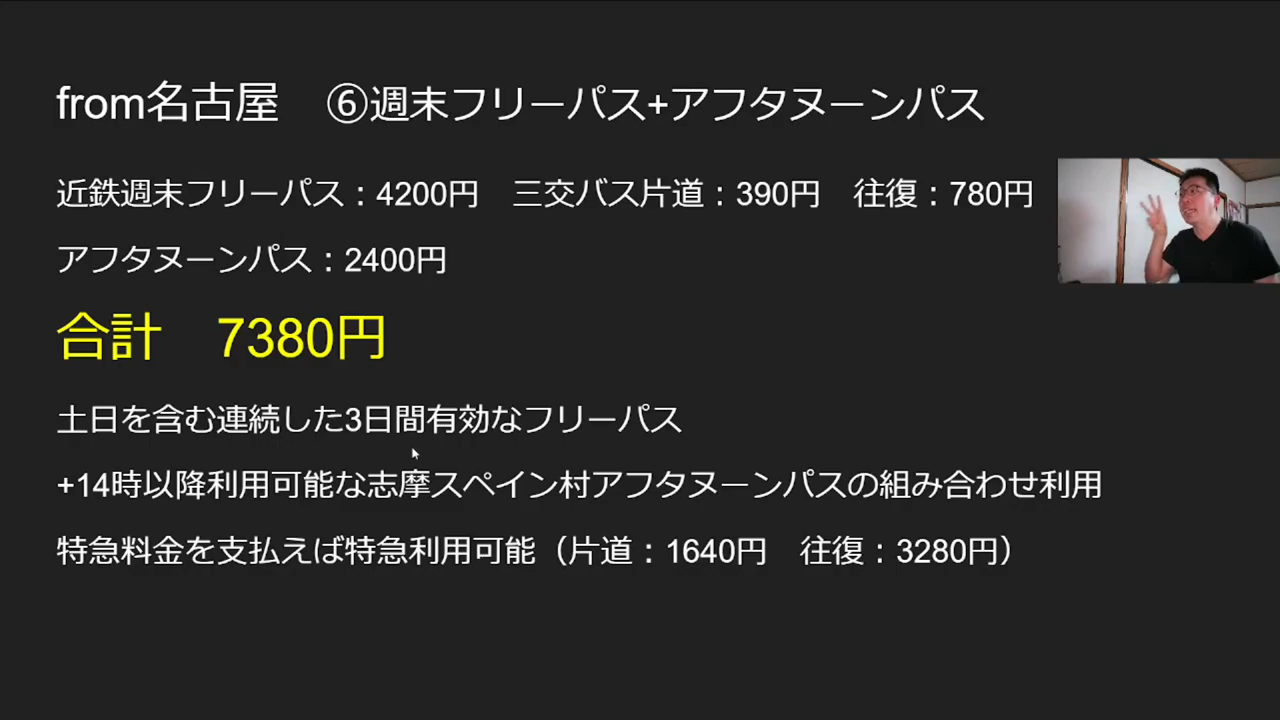 from名古屋　⑥週末フリーパス+アフタヌーンパス
近鉄週末フリーパス：4200円　三交バス片道：390円　往復：780円
アフタヌーンパス：2400円
合計　7380円
土日を含む連続した3日間有効なフリーパス
+14時以降利用可能な志摩スペイン村アフタヌーンパスの組み合わせ利用
特急料金を支払えば特急利用可能（片道：1640円　往復：3280円）